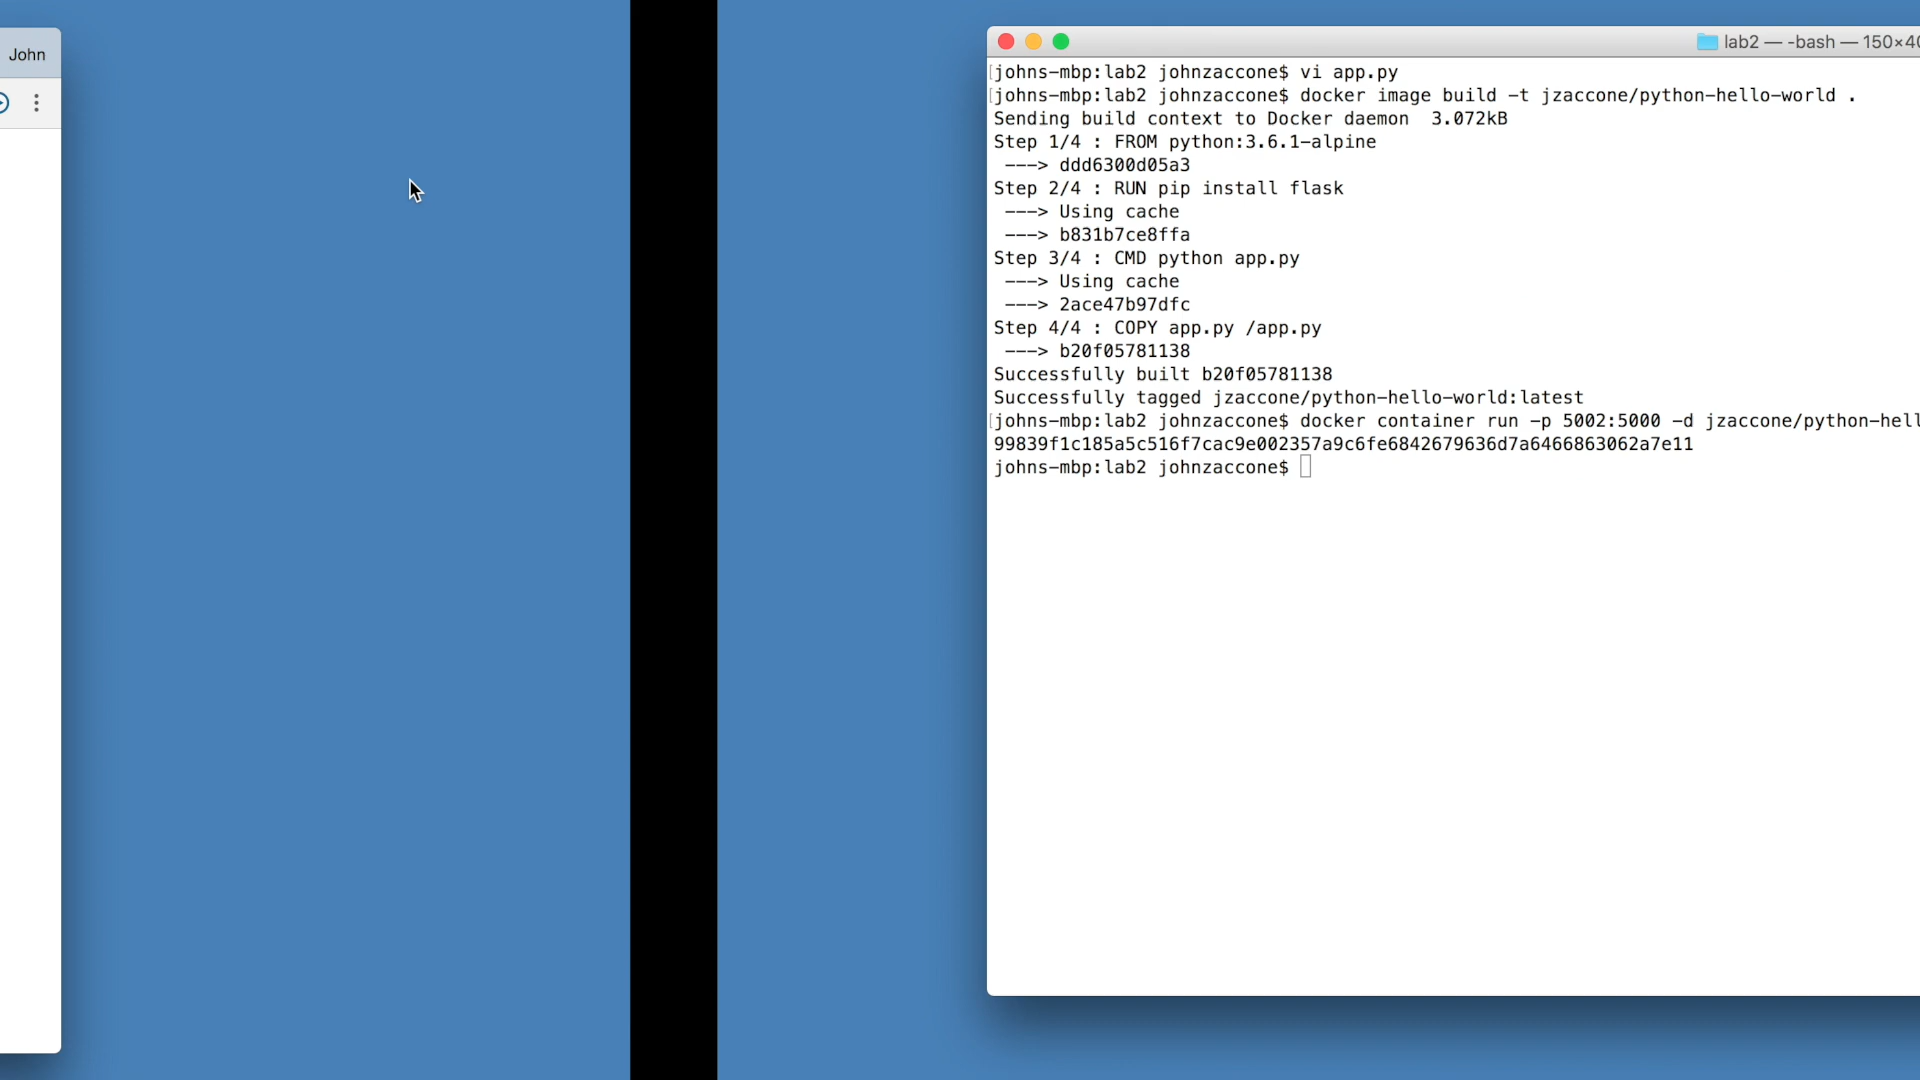 John
lab2 — -bash — 150×40
johns-mbp:lab2 johnzaccone$ vi app.py
johns-mbp:lab2 johnzaccone$ docker image build -t jzaccone/python-hello-world .
Sending build context to Docker daemon  3.072kB
Step 1/4 : FROM python:3.6.1-alpine
 ---> ddd6300d05a3
Step 2/4 : RUN pip install flask
 ---> Using cache
 ---> b831b7ce8ffa
Step 3/4 : CMD python app.py
 ---> Using cache
 ---> 2ace47b97dfc
Step 4/4 : COPY app.py /app.py
 ---> b20f05781138
Successfully built b20f05781138
Successfully tagged jzaccone/python-hello-world:latest
johns-mbp:lab2 johnzaccone$ docker container run -p 5002:5000 -d jzaccone/python-hell
99839f1c185a5c516f7cac9e002357a9c6fe6842679636d7a6466863062a7e11
johns-mbp:lab2 johnzaccone$